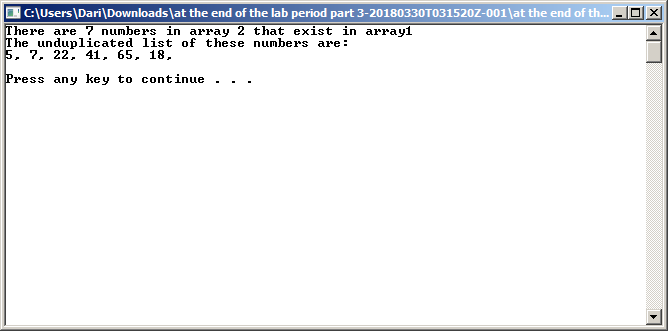 C:\Users\Dari\Downloads\at the end of the lab period part 3-20180330T031520Z-001\at the end of th...
There are 7 numbers in array 2 that exist in array1
The unduplicated list of these numbers are:
5, 7, 22, 41, 65, 18,
Press any key to continue . . .